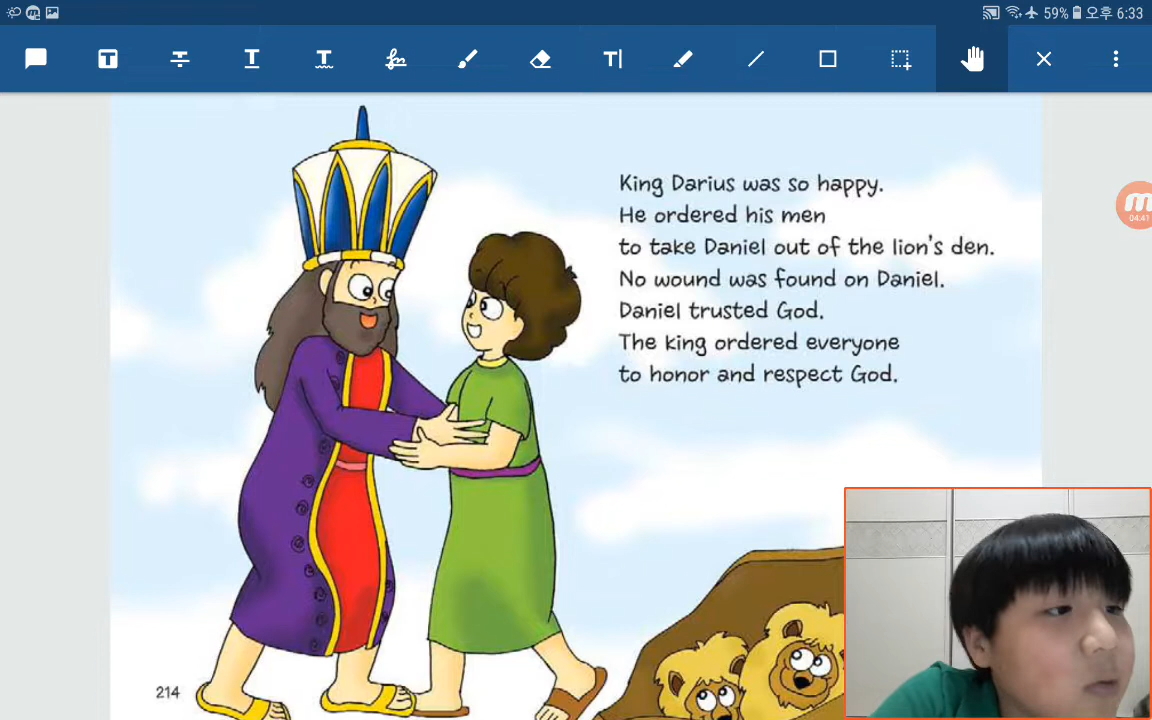 59% 오후 6:33
T T T T
King Darius was so happy.
He ordered his men
to take Daniel out of the lion's den.
No wound was found on Daniel.
Daniel trusted God.
The king ordered everyone
to honor and respect God.
04:41
214